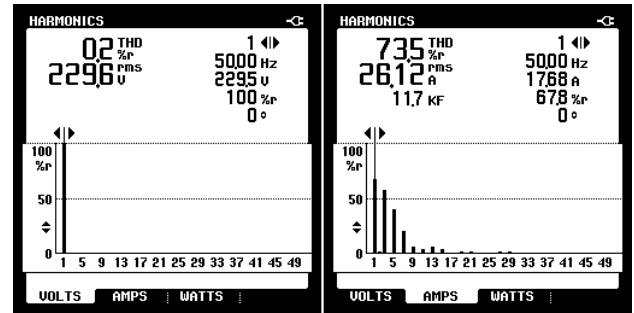 HARMONICS
0.2 THD %r
229.6 rms V
1
50.00 Hz
229.5 V
100 %r
0 °
100
%r
50
0
1 5 9 13 17 21 25 29 33 37 41 45 49
VOLTS AMPS WATTS
HARMONICS
73.5 THD %r
26.12 rms A
11.7 KF
1
50.00 Hz
17.68 A
67.8 %r
0 °
100
%r
50
0
1 5 9 13 17 21 25 29 33 37 41 45 49
VOLTS AMPS WATTS